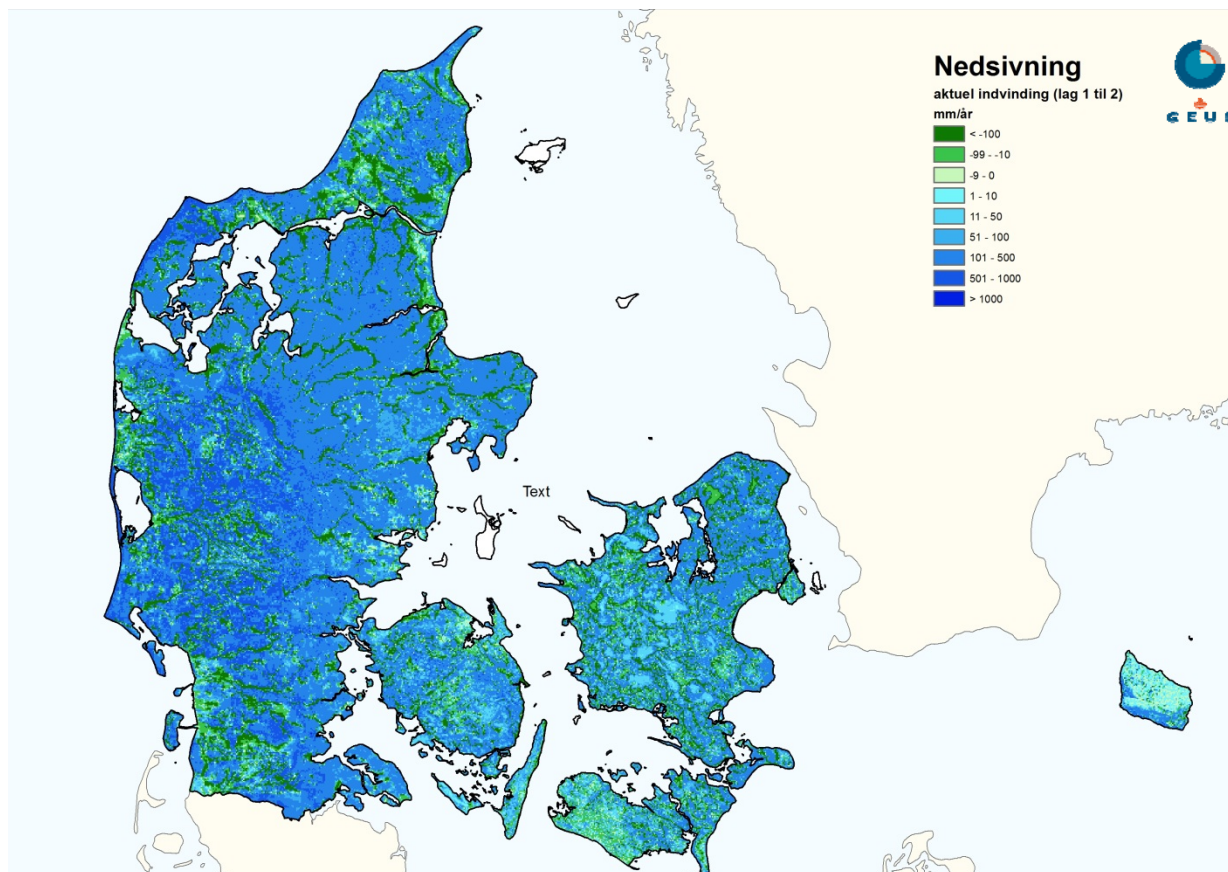 Nedsivning
aktuel indvinding (lag 1 til 2)
mm/år
< -100
-99 - -10
-9 - 0
1 - 10
11 - 50
51 - 100
101 - 500
501 - 1000
> 1000
G E U
Text